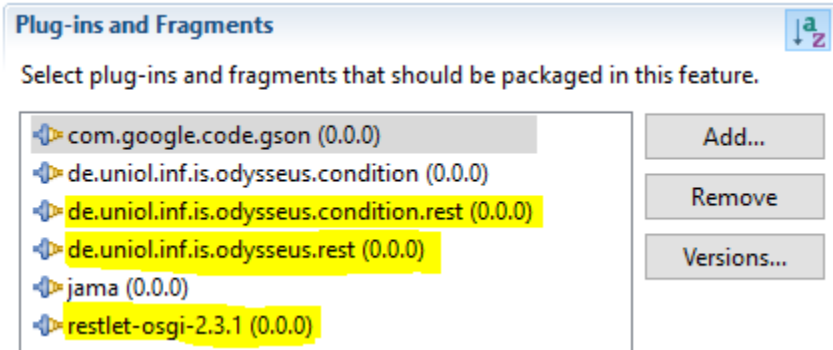 Plug-ins and Fragments
a
z
Select plug-ins and fragments that should be packaged in this feature.
com.google.code.gson (0.0.0)
de.uniol.inf.is.odysseus.condition (0.0.0)
de.uniol.inf.is.odysseus.condition.rest (0.0.0)
de.uniol.inf.is.odysseus.rest (0.0.0)
jama (0.0.0)
restlet-osgi-2.3.1 (0.0.0)
Add...
Remove
Versions...